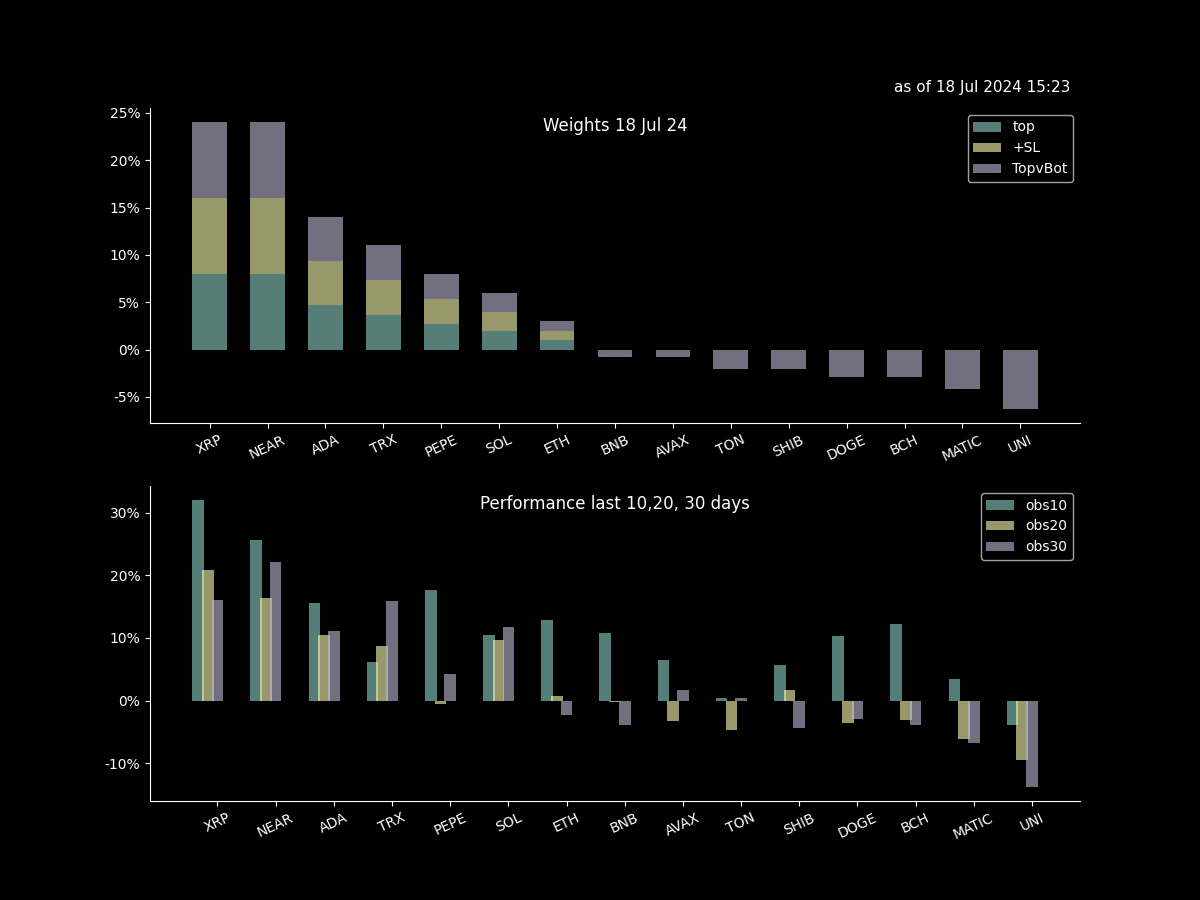 as of 18 Jul 2024 15:23
Weights 18 Jul 24
top
+SL
TopvBot
25%
20%
15%
10%
5%
0%
-5%
XRP NEAR ADA TRX PEPE SOL ETH BNB AVAX TON SHIB DOGE BCH MATIC UNI
Performance last 10,20, 30 days
obs10
obs20
obs30
30%
20%
10%
0%
-10%
XRP NEAR ADA TRX PEPE SOL ETH BNB AVAX TON SHIB DOGE BCH MATIC UNI